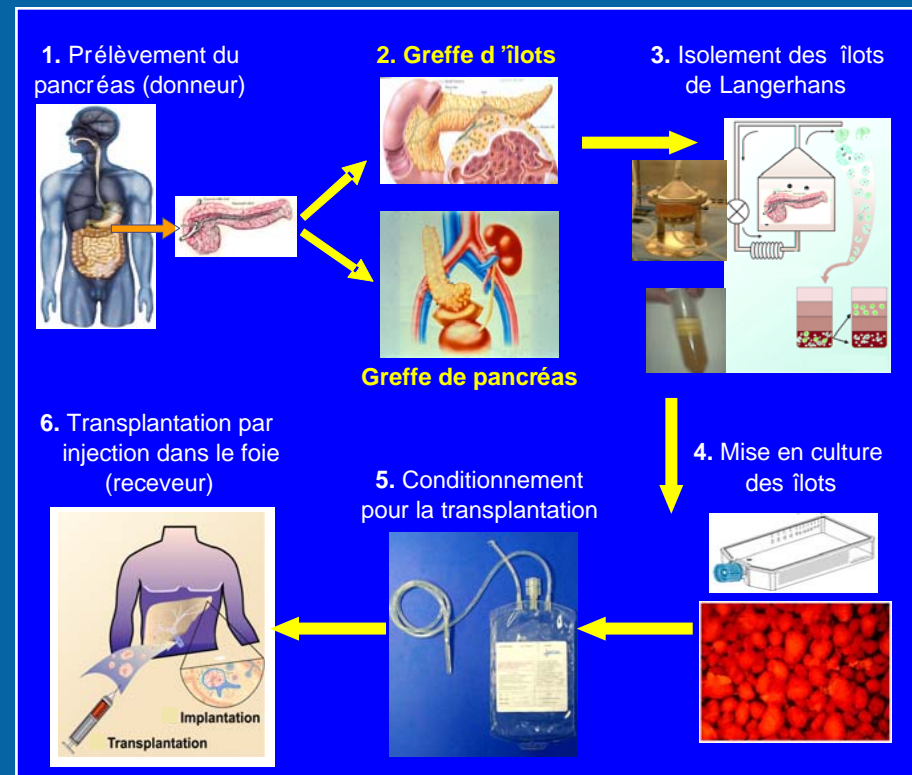 1. Prélèvement du
pancréas (donneur)
2. Greffe d 'îlots
3. Isolement des îlots
de Langerhans
Greffe de pancréas
4. Mise en culture
des îlots
5. Conditionnement
pour la transplantation
6. Transplantation par
injection dans le foie
(receveur)
Implantation
Transplantation